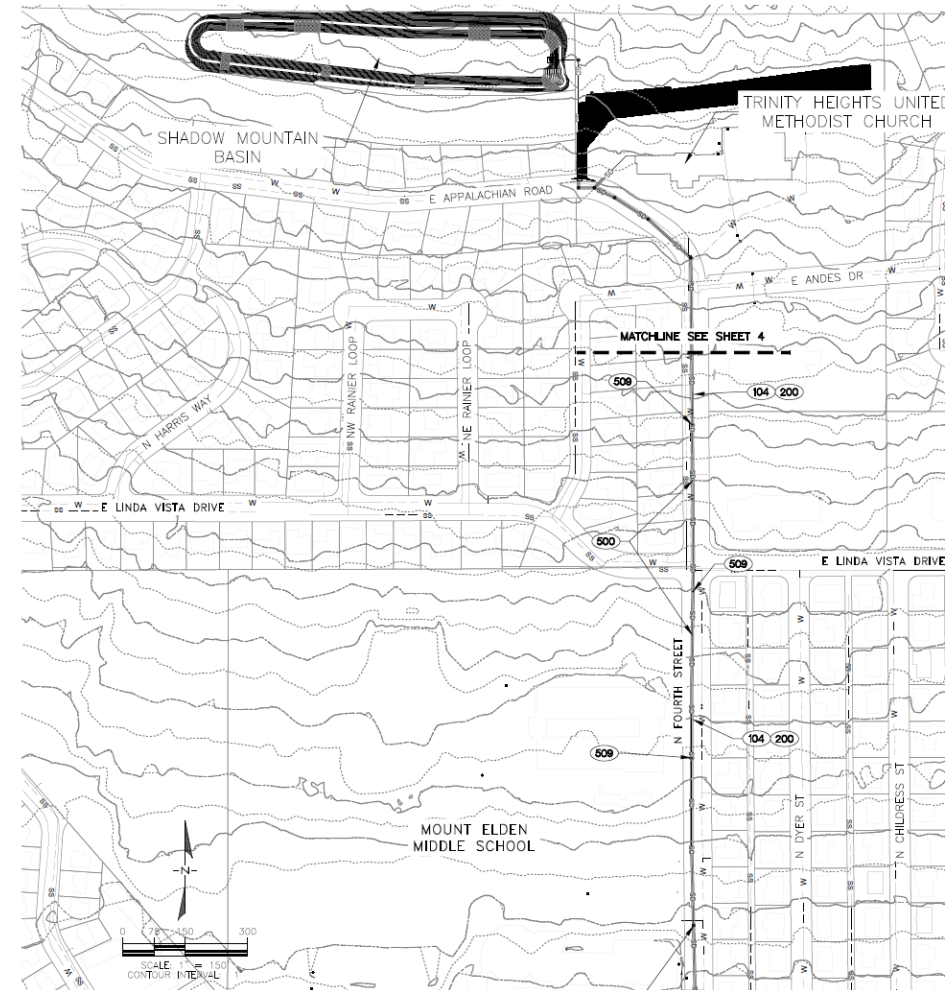 TRINITY HEIGHTS UNITED
METHODIST CHURCH
SHADOW MOUNTAIN
BASIN
E APPALACHIAN ROAD
E ANDES DR
MATCHLINE SEE SHEET 4
509
104 200
NW RAINIER LOOP
NE RAINIER LOOP
N HARRIS WAY
E LINDA VISTA DRIVE
500
509
E LINDA VISTA DRIVE
N FOURTH STREET
104 200
509
MOUNT ELDEN
MIDDLE SCHOOL
N DYER ST
N CHILDRESS ST
-N-
0 75 150 300
SCALE: 1" = 150'
CONTOUR INTERVAL
SS
W
SD